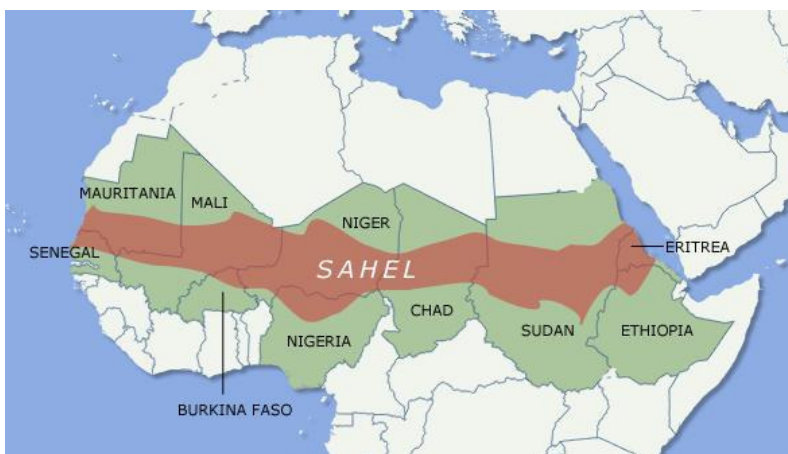 MAURITANIA
MALI
NIGER
SENEGAL
ERITREA
SAHEL
CHAD
SUDAN
ETHIOPIA
NIGERIA
BURKINA FASO